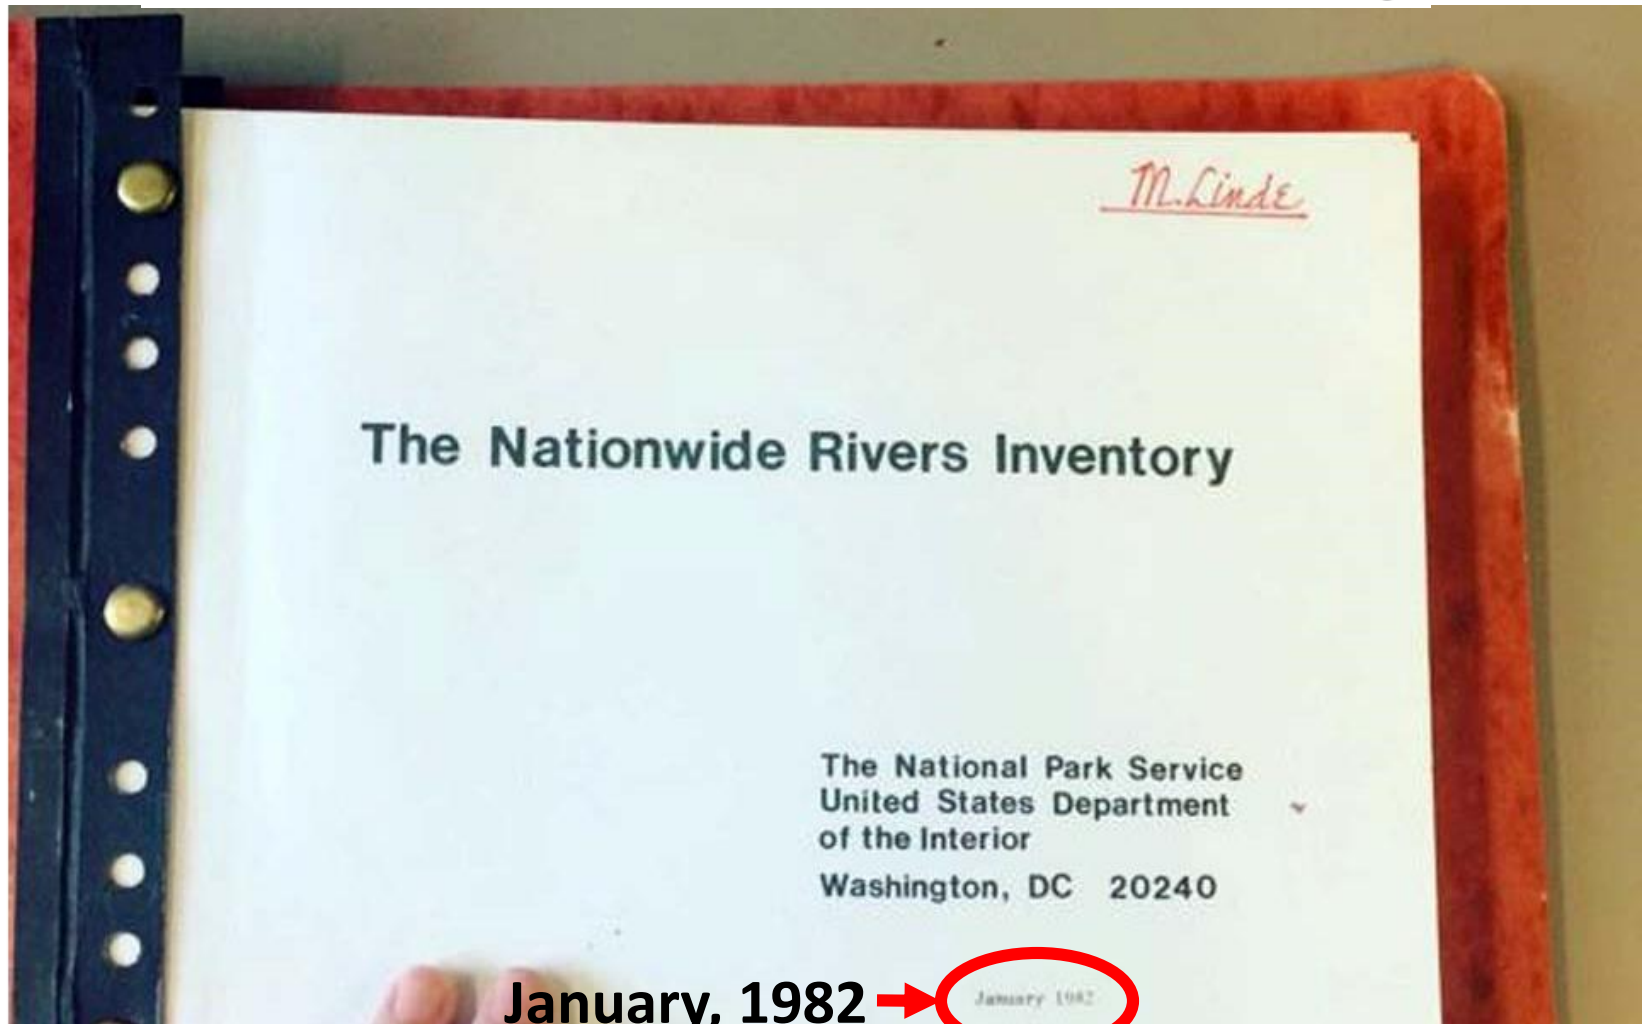 M. Linde
The Nationwide Rivers Inventory
The National Park Service
United States Department
of the Interior
Washington, DC 20240
January, 1982
January 1982